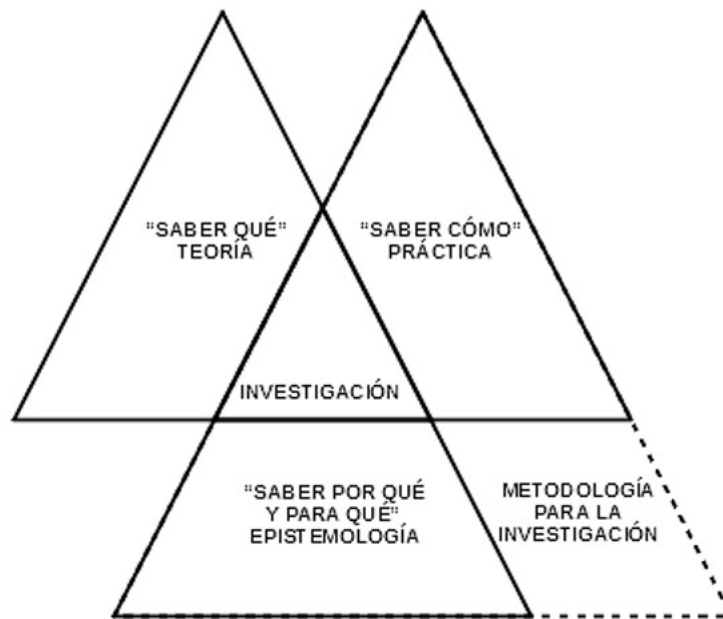 “SABER QUÉ”
TEORÍA
“SABER CÓMO”
PRÁCTICA
INVESTIGACIÓN
“SABER POR QUÉ
Y PARA QUÉ”
EPISTEMOLOGÍA
METODOLOGÍA
PARA LA
INVESTIGACIÓN